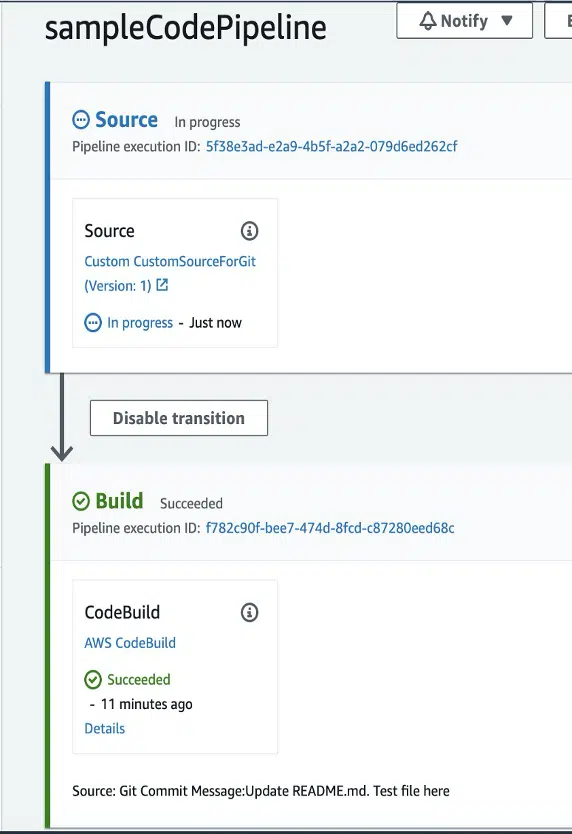 sampleCodePipeline
Notify
Source In progress
Pipeline execution ID: 5f38e3ad-e2a9-4b5f-a2a2-079d6ed262cf
Source
Custom CustomSourceForGit
(Version: 1)
In progress - Just now
Disable transition
Build Succeeded
Pipeline execution ID: f782c90f-bee7-474d-8fcd-c87280eed68c
CodeBuild
AWS CodeBuild
Succeeded
- 11 minutes ago
Details
Source: Git Commit Message:Update README.md. Test file here